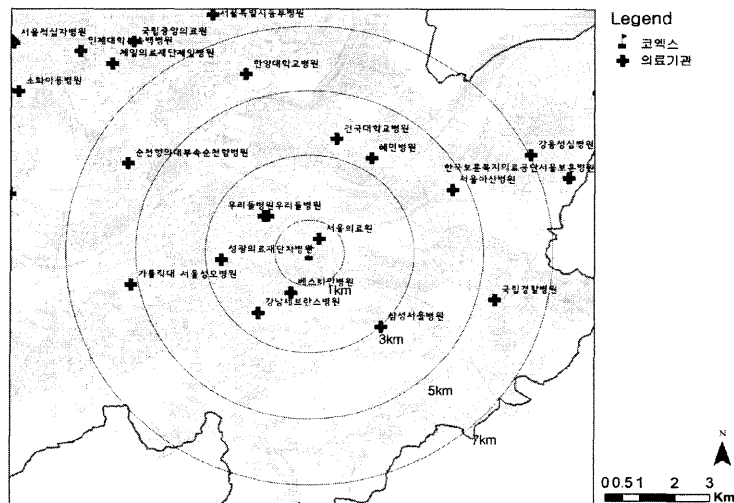 서울특별시동부병원
서울적십자병원
국립중앙의료원
제일의료재단제일병원
한양대학교병원
소화아동병원
건국대학교병원
혜민병원
강동성심병원
순천향의대부속순천향병원
한국보훈복지의료공단서울보훈병원
서울아산병원
우리들병원우리들병원
서울의료원
성광의료재단차병원
가톨릭대 서울성모병원
베스티안병원
1km
국립경찰병원
강남세브란스병원
삼성서울병원
3km
5km
7km
Legend
코엑스
의료기관
N
0 0.5 1 2 3
Km